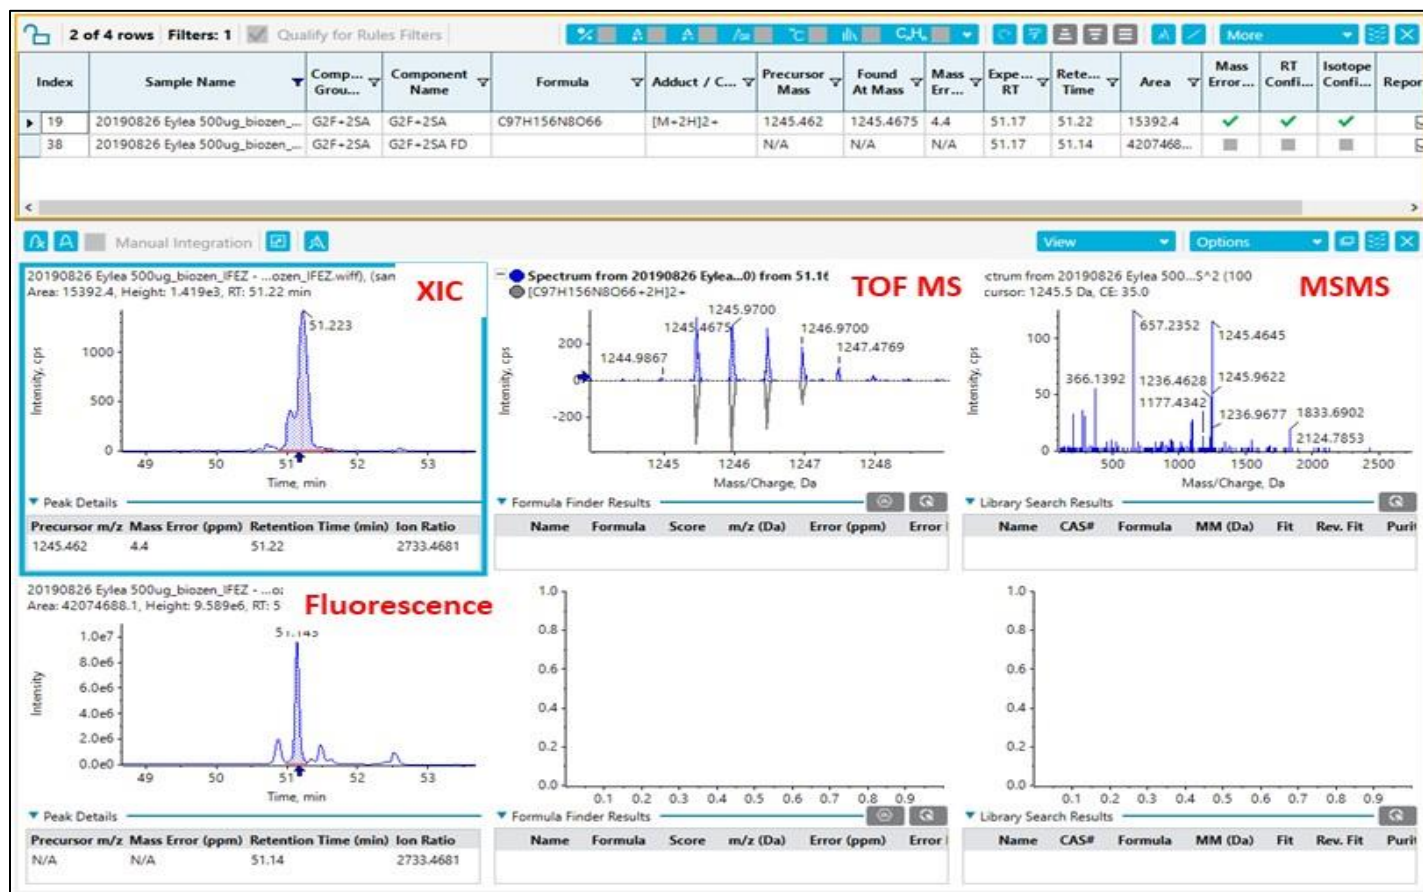 2 of 4 rows Filters: 1 Qualify for Rules Filters More
Index Sample Name Comp... Grou... Component Name Formula Adduct / C... Precursor Mass Found At Mass Mass Err... Expe... RT Rete... Time Area Mass Error... RT Confi... Isotope Confi... Repor
19 20190826 Eylea 500ug_biozen_... G2F+2SA G2F+2SA C97H156N8O66 [M+2H]2+ 1245.462 1245.4675 4.4 51.17 51.22 15392.4
38 20190826 Eylea 500ug_biozen_... G2F+2SA G2F+2SA FD N/A N/A N/A 51.17 51.14 4207468...
Manual Integration View Options
20190826 Eylea 500ug_biozen_IFEZ - ...ozen_IFEZ.wiff), (san
Area: 15392.4, Height: 1.419e3, RT: 51.22 min
XIC
51.223
Intensity, cps
1000
500
0
49 50 51 52 53
Time, min
Peak Details
Precursor m/z Mass Error (ppm) Retention Time (min) Ion Ratio
1245.462 4.4 51.22 2733.4681
Spectrum from 20190826 Eylea...0) from 51.16
[C97H156N8O66+2H]2+
TOF MS
1245.9700
1245.4675
1246.9700
1247.4769
1244.9867
Intensity, cps
200
0
-200
1245 1246 1247 1248
Mass/Charge, Da
Formula Finder Results
Name Formula Score m/z (Da) Error (ppm) Error
ctrum from 20190826 Eylea 500...S^2 (100
cursor: 1245.5 Da, CE: 35.0
MSMS
657.2352
1245.4645
366.1392
1236.4628
1245.9622
1177.4342
1236.9677
1833.6902
2124.7853
Intensity, cps
100
50
0
500 1000 1500 2000 2500
Mass/Charge, Da
Library Search Results
Name CAS# Formula MM (Da) Fit Rev. Fit Purit
20190826 Eylea 500ug_biozen_IFEZ - ...o:
Area: 42074688.1, Height: 9.589e6, RT: 5
Fluorescence
51.143
Intensity
1.0e7
8.0e6
6.0e6
4.0e6
2.0e6
0.0e0
49 50 51 52 53
Time, min
Peak Details
Precursor m/z Mass Error (ppm) Retention Time (min) Ion Ratio
N/A N/A 51.14 2733.4681
1.0
0.8
0.6
0.4
0.2
0.0
0.1 0.2 0.3 0.4 0.5 0.6 0.7 0.8 0.9
Formula Finder Results
Name Formula Score m/z (Da) Error (ppm) Error
1.0
0.8
0.6
0.4
0.2
0.0
0.1 0.2 0.3 0.4 0.5 0.6 0.7 0.8 0.9
Library Search Results
Name CAS# Formula MM (Da) Fit Rev. Fit Purit